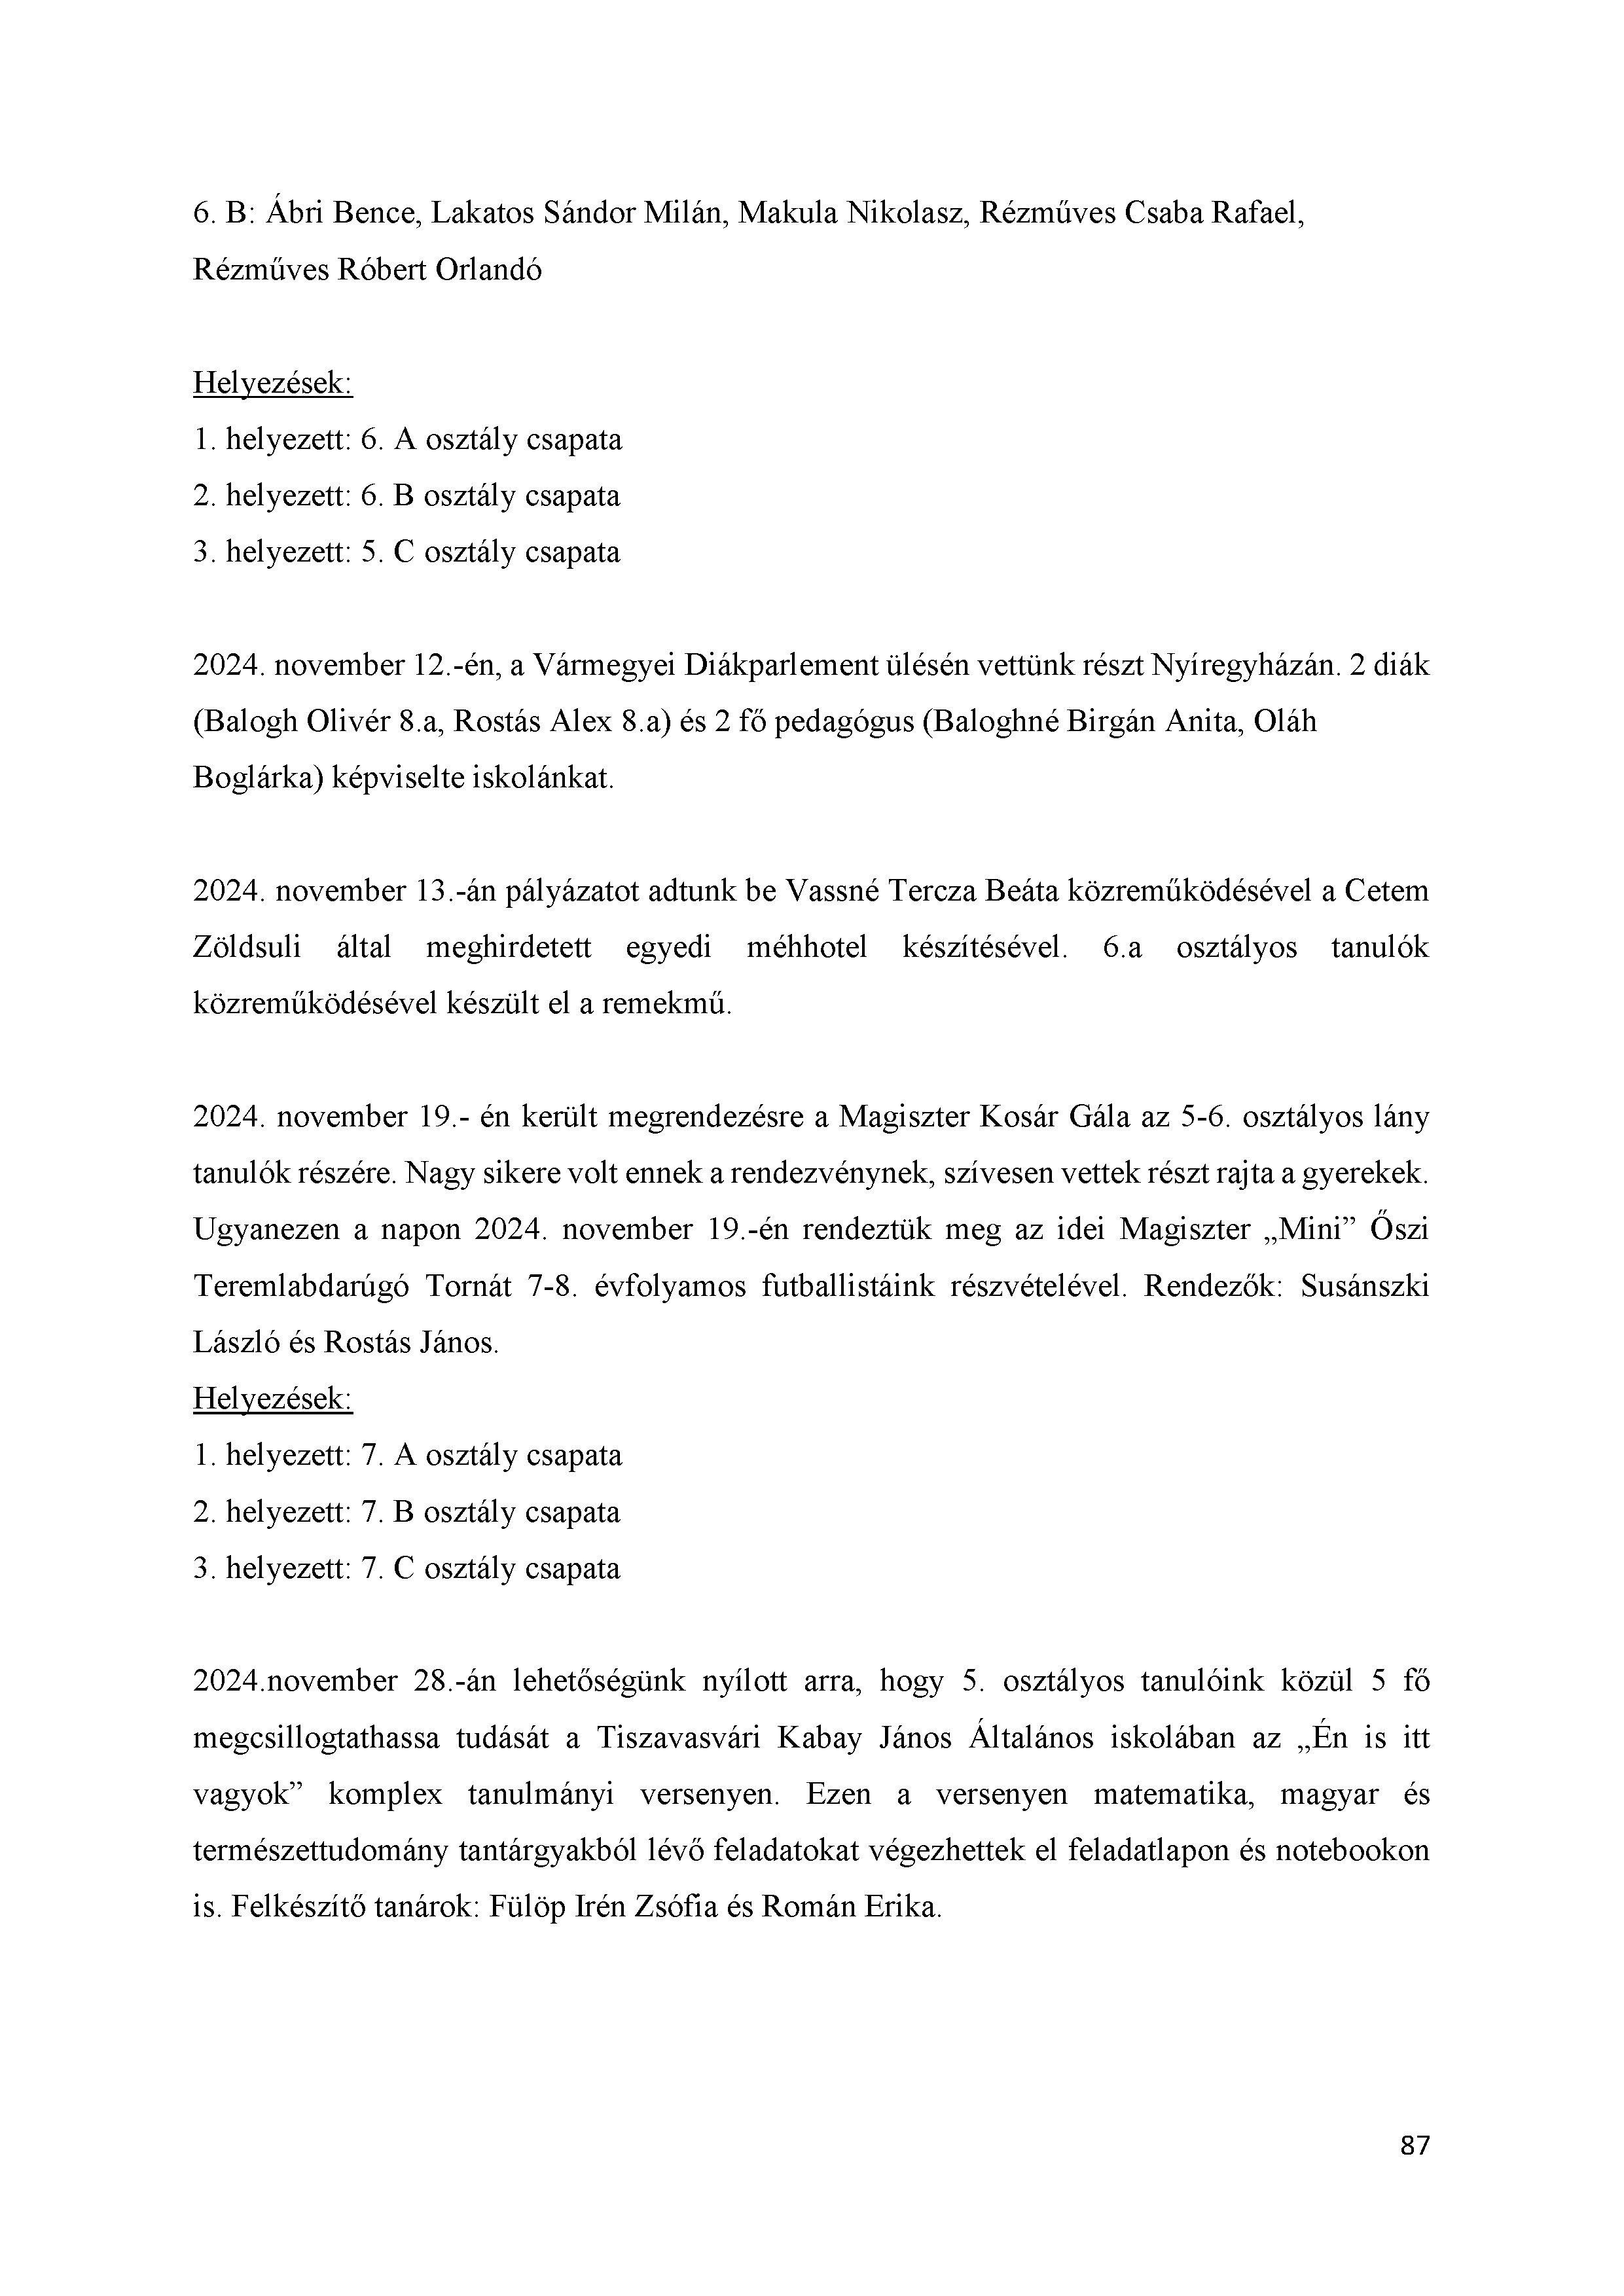 6. B: Ábri Bence, Lakatos Sándor Milán, Makula Nikolasz, Rézműves Csaba Rafael,
Rézműves Róbert Orlandó
Helyezések:
1. helyezett: 6. A osztály csapata
2. helyezett: 6. B osztály csapata
3. helyezett: 5. C osztály csapata
2024. november 12.-én, a Vármegyei Diákparlement ülésén vettünk részt Nyíregyházán. 2 diák
(Balogh Olivér 8.a, Rostás Alex 8.a) és 2 fő pedagógus (Baloghné Birgán Anita, Oláh
Boglárka) képviselte iskolánkat.
2024. november 13.-án pályázatot adtunk be Vassné Tercza Beáta közreműködésével a Cetem
Zöldsuli által meghirdetett egyedi méhhotel készítésével. 6.a osztályos tanulók
közreműködésével készült el a remekmű.
2024. november 19.- én került megrendezésre a Magiszter Kosár Gála az 5-6. osztályos lány
tanulók részére. Nagy sikere volt ennek a rendezvénynek, szívesen vettek részt rajta a gyerekek.
Ugyanezen a napon 2024. november 19.-én rendeztük meg az idei Magiszter „Mini” Őszi
Teremlabdarúgó Tornát 7-8. évfolyamos futballistáink részvételével. Rendezők: Susánszki
László és Rostás János.
Helyezések:
1. helyezett: 7. A osztály csapata
2. helyezett: 7. B osztály csapata
3. helyezett: 7. C osztály csapata
2024.november 28.-án lehetőségünk nyílott arra, hogy 5. osztályos tanulóink közül 5 fő
megcsillogtathassa tudását a Tiszavasvári Kabay János Általános iskolában az „Én is itt
vagyok” komplex tanulmányi versenyen. Ezen a versenyen matematika, magyar és
természettudomány tantárgyakból lévő feladatokat végezhettek el feladatlapon és notebookon
is. Felkészítő tanárok: Fülöp Irén Zsófia és Román Erika.
87